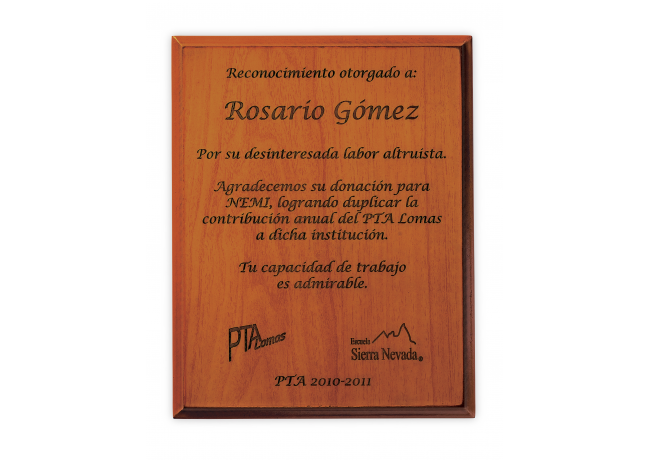 Reconocimiento otorgado a:
Rosario Gómez
Por su desinteresada labor altruista.
Agradecemos su donación para
NEMI, logrando duplicar la
contribución anual del PTA Lomas
a dicha institución.
Tu capacidad de trabajo
es admirable.
PTA Lomas
Escuela
Sierra Nevada®
PTA 2010-2011